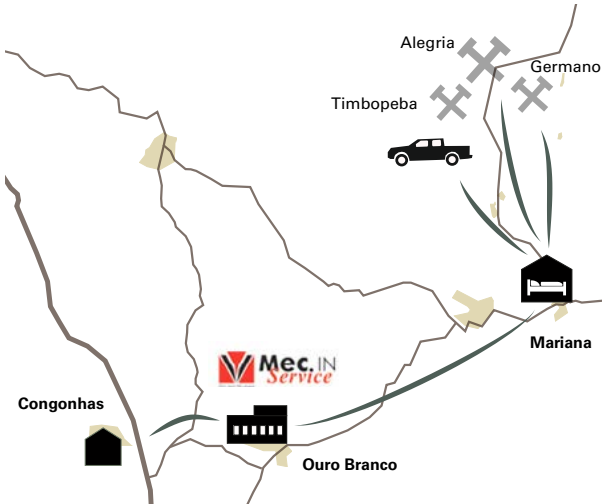 Alegria
Germano
Timbopeba
Mariana
Mec.IN
Service
Congonhas
Ouro Branco